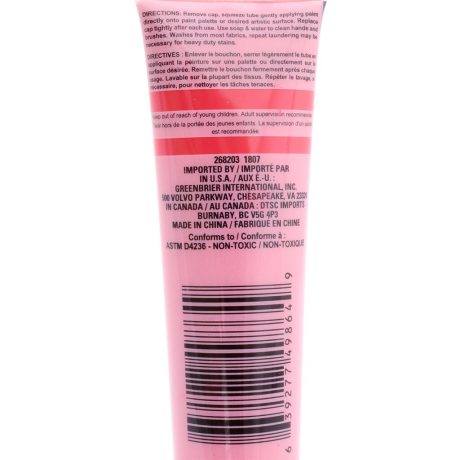 DIRECTIONS: Remove cap, squeeze tube gently applying paint
directly onto paint palette or desired artistic surface. Replace
cap tightly after each use. Use soap & water to clean hands and
brushes. Washes from most fabrics, repeat laundering may be
necessary for heavy duty stains.
DIRECTIVES : Enlever le bouchon, serrer légèrement le tube en
appliquant la peinture sur une palette ou directement sur la
surface désirée. Remettre le bouchon fermement après chaque
usage. Lavable sur la plupart des tissus. Répéter le lavage, si
nécessaire, pour nettoyer les tâches tenaces.
Keep out of reach of young children. Adult supervision recommended.
Tenir hors de la portée des jeunes enfants. La supervision d'un adulte
est recommandée.
268203 1807
IMPORTED BY / IMPORTÉ PAR
IN U.S.A. / AUX É.-U. :
GREENBRIER INTERNATIONAL, INC.
500 VOLVO PARKWAY, CHESAPEAKE, VA 23320
IN CANADA / AU CANADA : DTSC IMPORTS
BURNABY, BC V5G 4P3
MADE IN CHINA / FABRIQUÉ EN CHINE
Conforms to / Conforme à :
ASTM D4236 - NON-TOXIC / NON-TOXIQUE
6 39277 49864 9